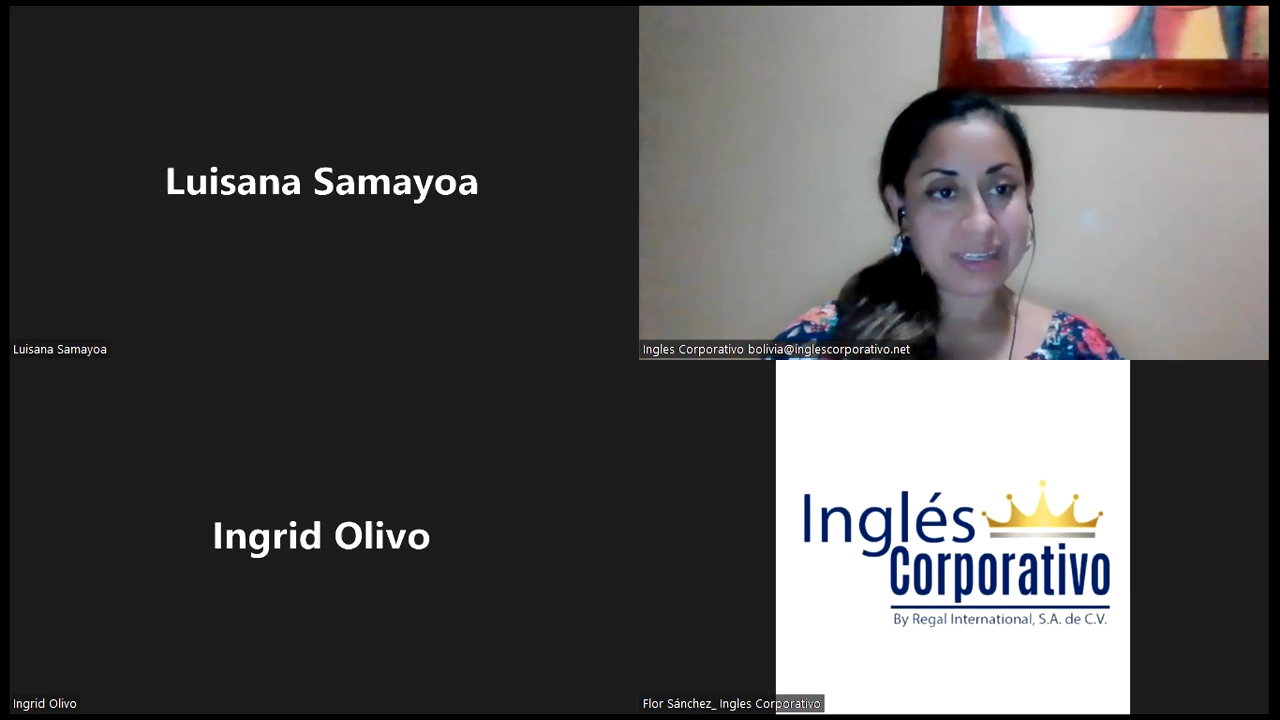 Luisana Samayoa
Luisana Samayoa
Ingles Corporativo bolivia@inglescorporativo.net
Ingrid Olivo
Ingrid Olivo
Inglés
Corporativo
By Regal International, S.A. de C.V.
Flor Sánchez_ Ingles Corporativo